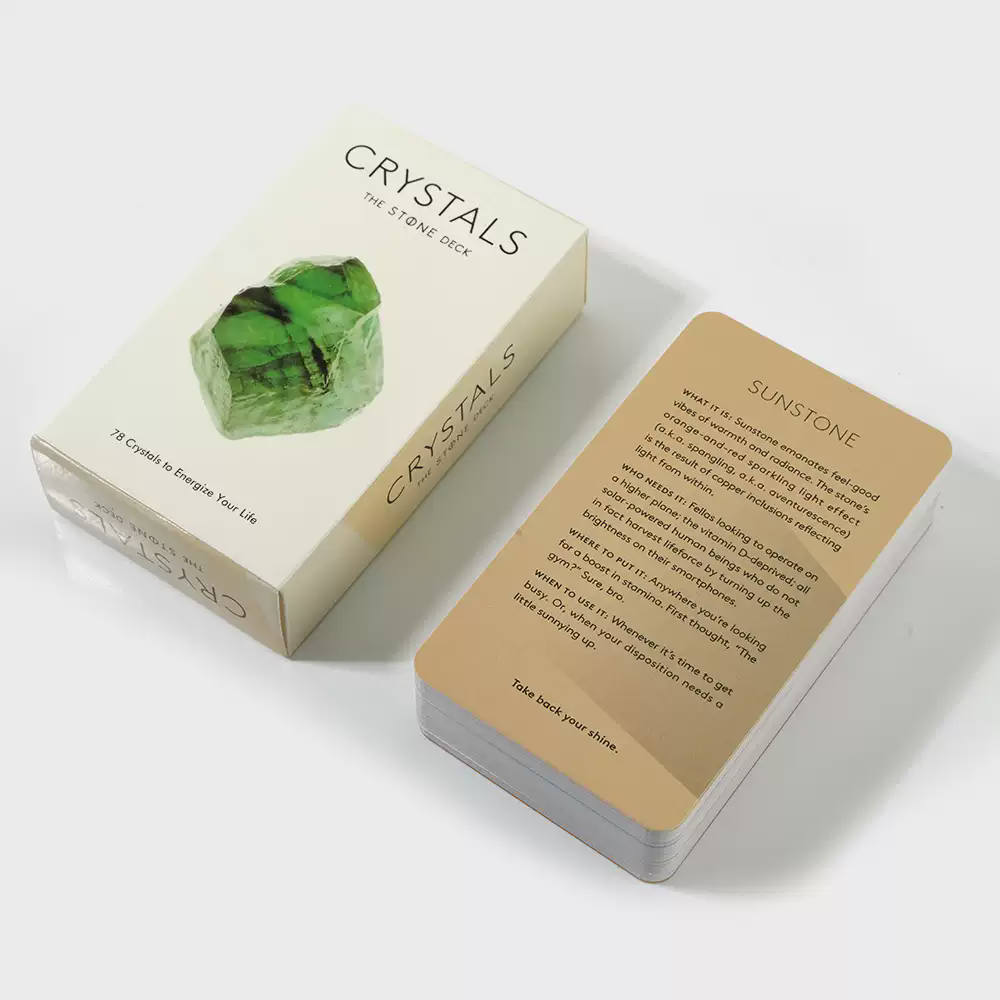 CRYSTALS
THE STONE DECK
78 Crystals to Energize Your Life
CRYSTALS
THE STONE DECK
CRYSTALS
THE STONE DECK
SUNSTONE
WHAT IT IS: Sunstone emanates feel-good
vibes of warmth and radiance. The stone's
orange-and-red sparkling light effect
(a.k.a. spangling, a.k.a. aventurescence)
is the result of copper inclusions reflecting
light from within.
WHO NEEDS IT: Fellas looking to operate on
a higher plane; the vitamin D-deprived; all
solar-powered human beings who do not
in fact harvest lifeforce by turning up the
brightness on their smartphones.
WHERE TO PUT IT: Anywhere you're looking
for a boost in stamina. First thought, "The
gym?" Sure, bro.
WHEN TO USE IT: Whenever it's time to get
busy. Or, when your disposition needs a
little sunnying up.
Take back your shine.